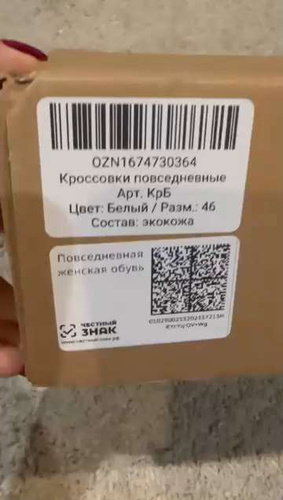 OZN1674730364
Кроссовки повседневные
Арт. КрБ
Цвет: Белый / Разм.: 46
Состав: экокожа
Повседневная
женская обувь
ЧЕСТНЫЙ
ЗНАК